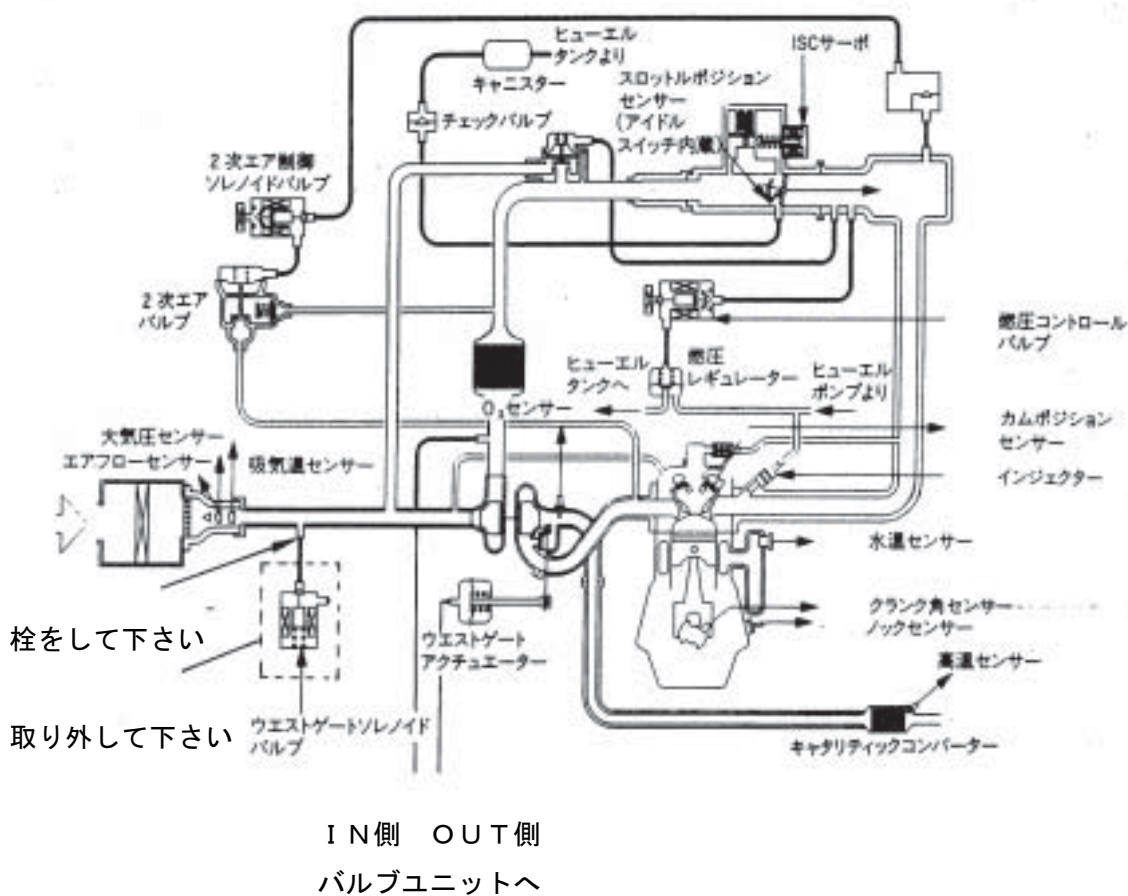 ヒューエル
タンクより
キャニスター
チェックバルブ
ISCサーボ
スロットルポジション
センサー
(アイドル
スイッチ内蔵)
2次エア制御
ソレノイドバルブ
2次エア
バルブ
燃圧コントロール
バルブ
ヒューエル
タンクへ
燃圧
レギュレーター
ヒューエル
ポンプより
O₂センサー
カムポジション
センサー
大気圧センサー
エアフローセンサー
吸気温センサー
インジェクター
水温センサー
クランク角センサー
ノックセンサー
栓をして下さい
ウエストゲート
アクチュエーター
高温センサー
取り外して下さい
ウエストゲートソレノイド
バルブ
キャタリティックコンバーター
IN側 OUT側
バルブユニットへ